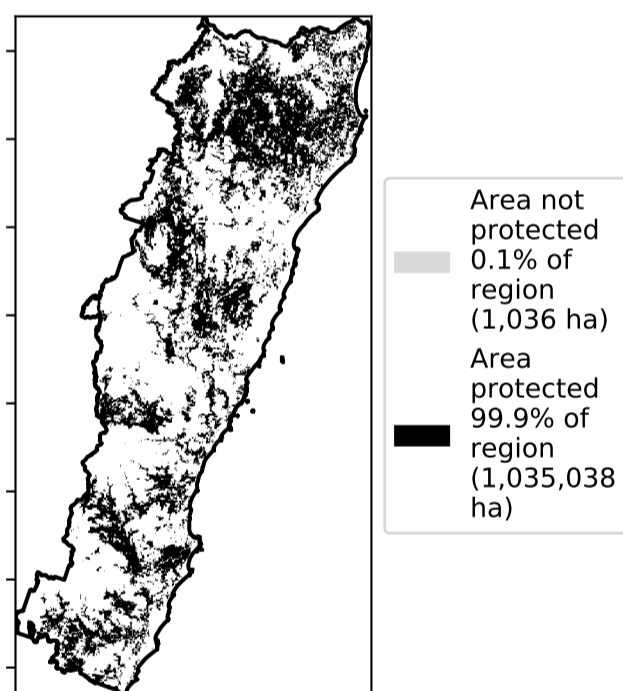 Area not
protected
0.1% of
region
(1,036 ha)
Area
protected
99.9% of
region
(1,035,038
ha)